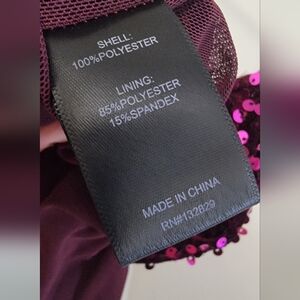 SHELL:
100%POLYESTER
LINING:
85%POLYESTER
15%SPANDEX
MADE IN CHINA
RN#132829